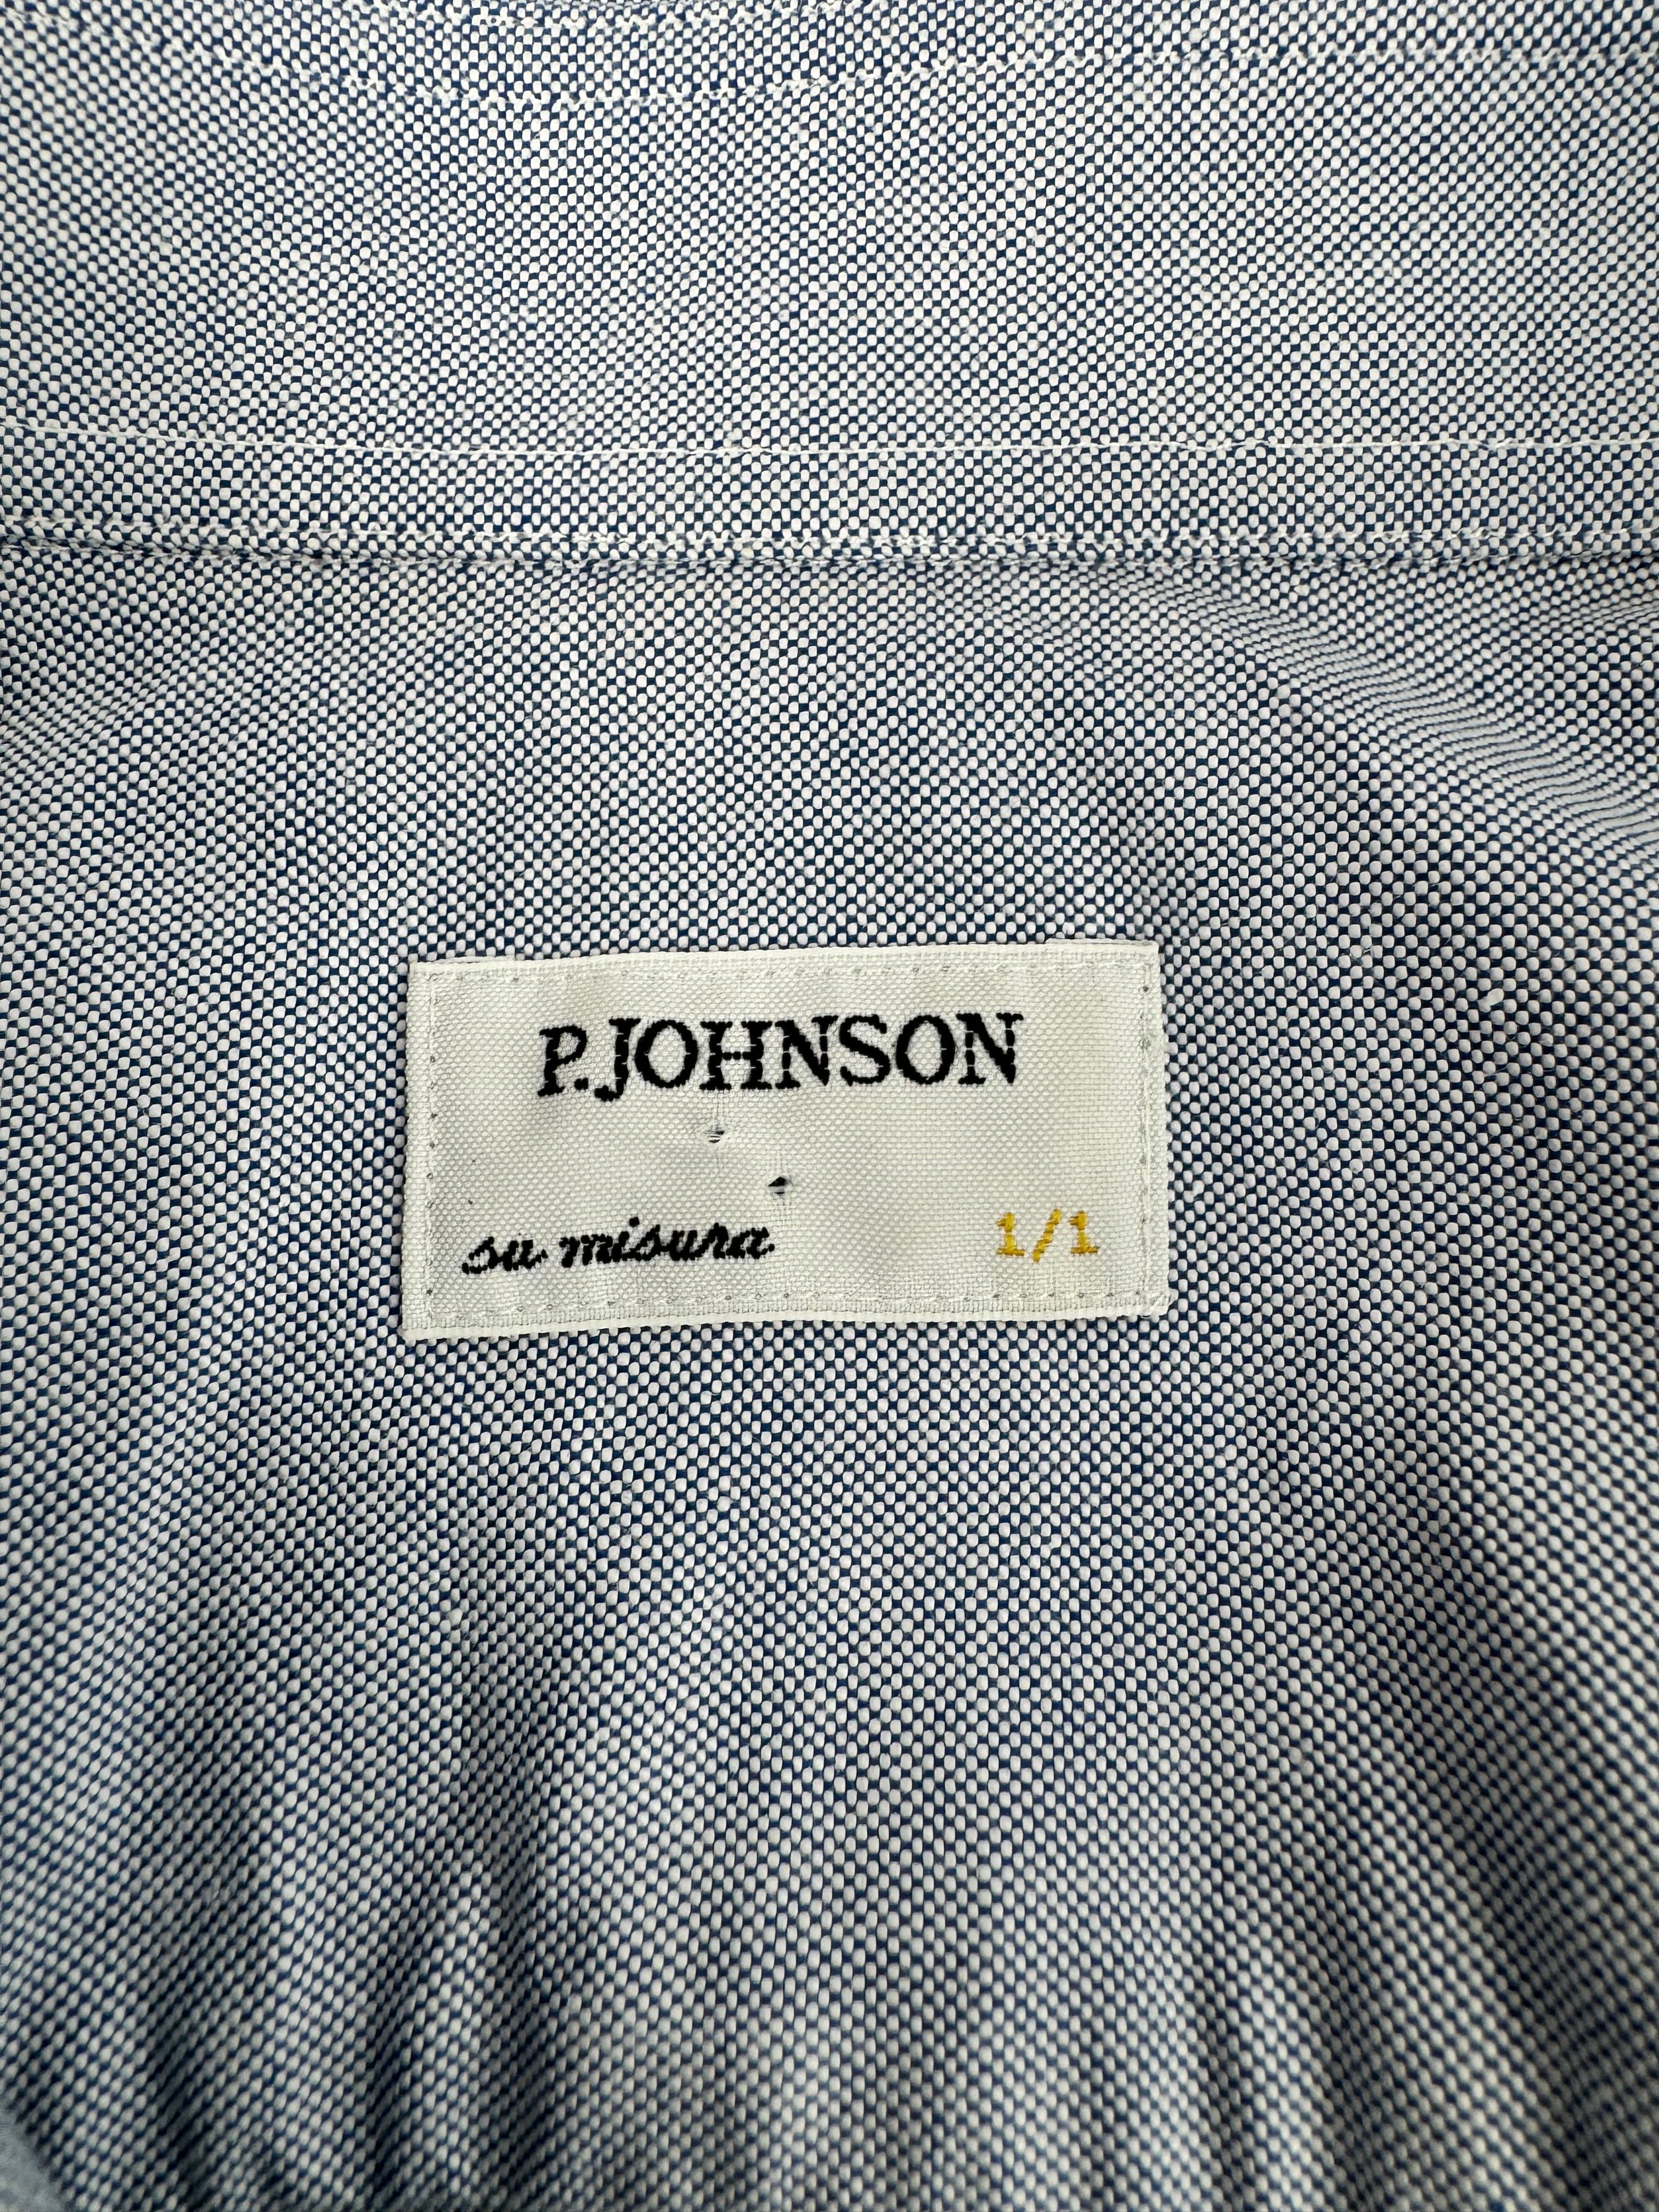 P.JOHNSON
su misura 1/1